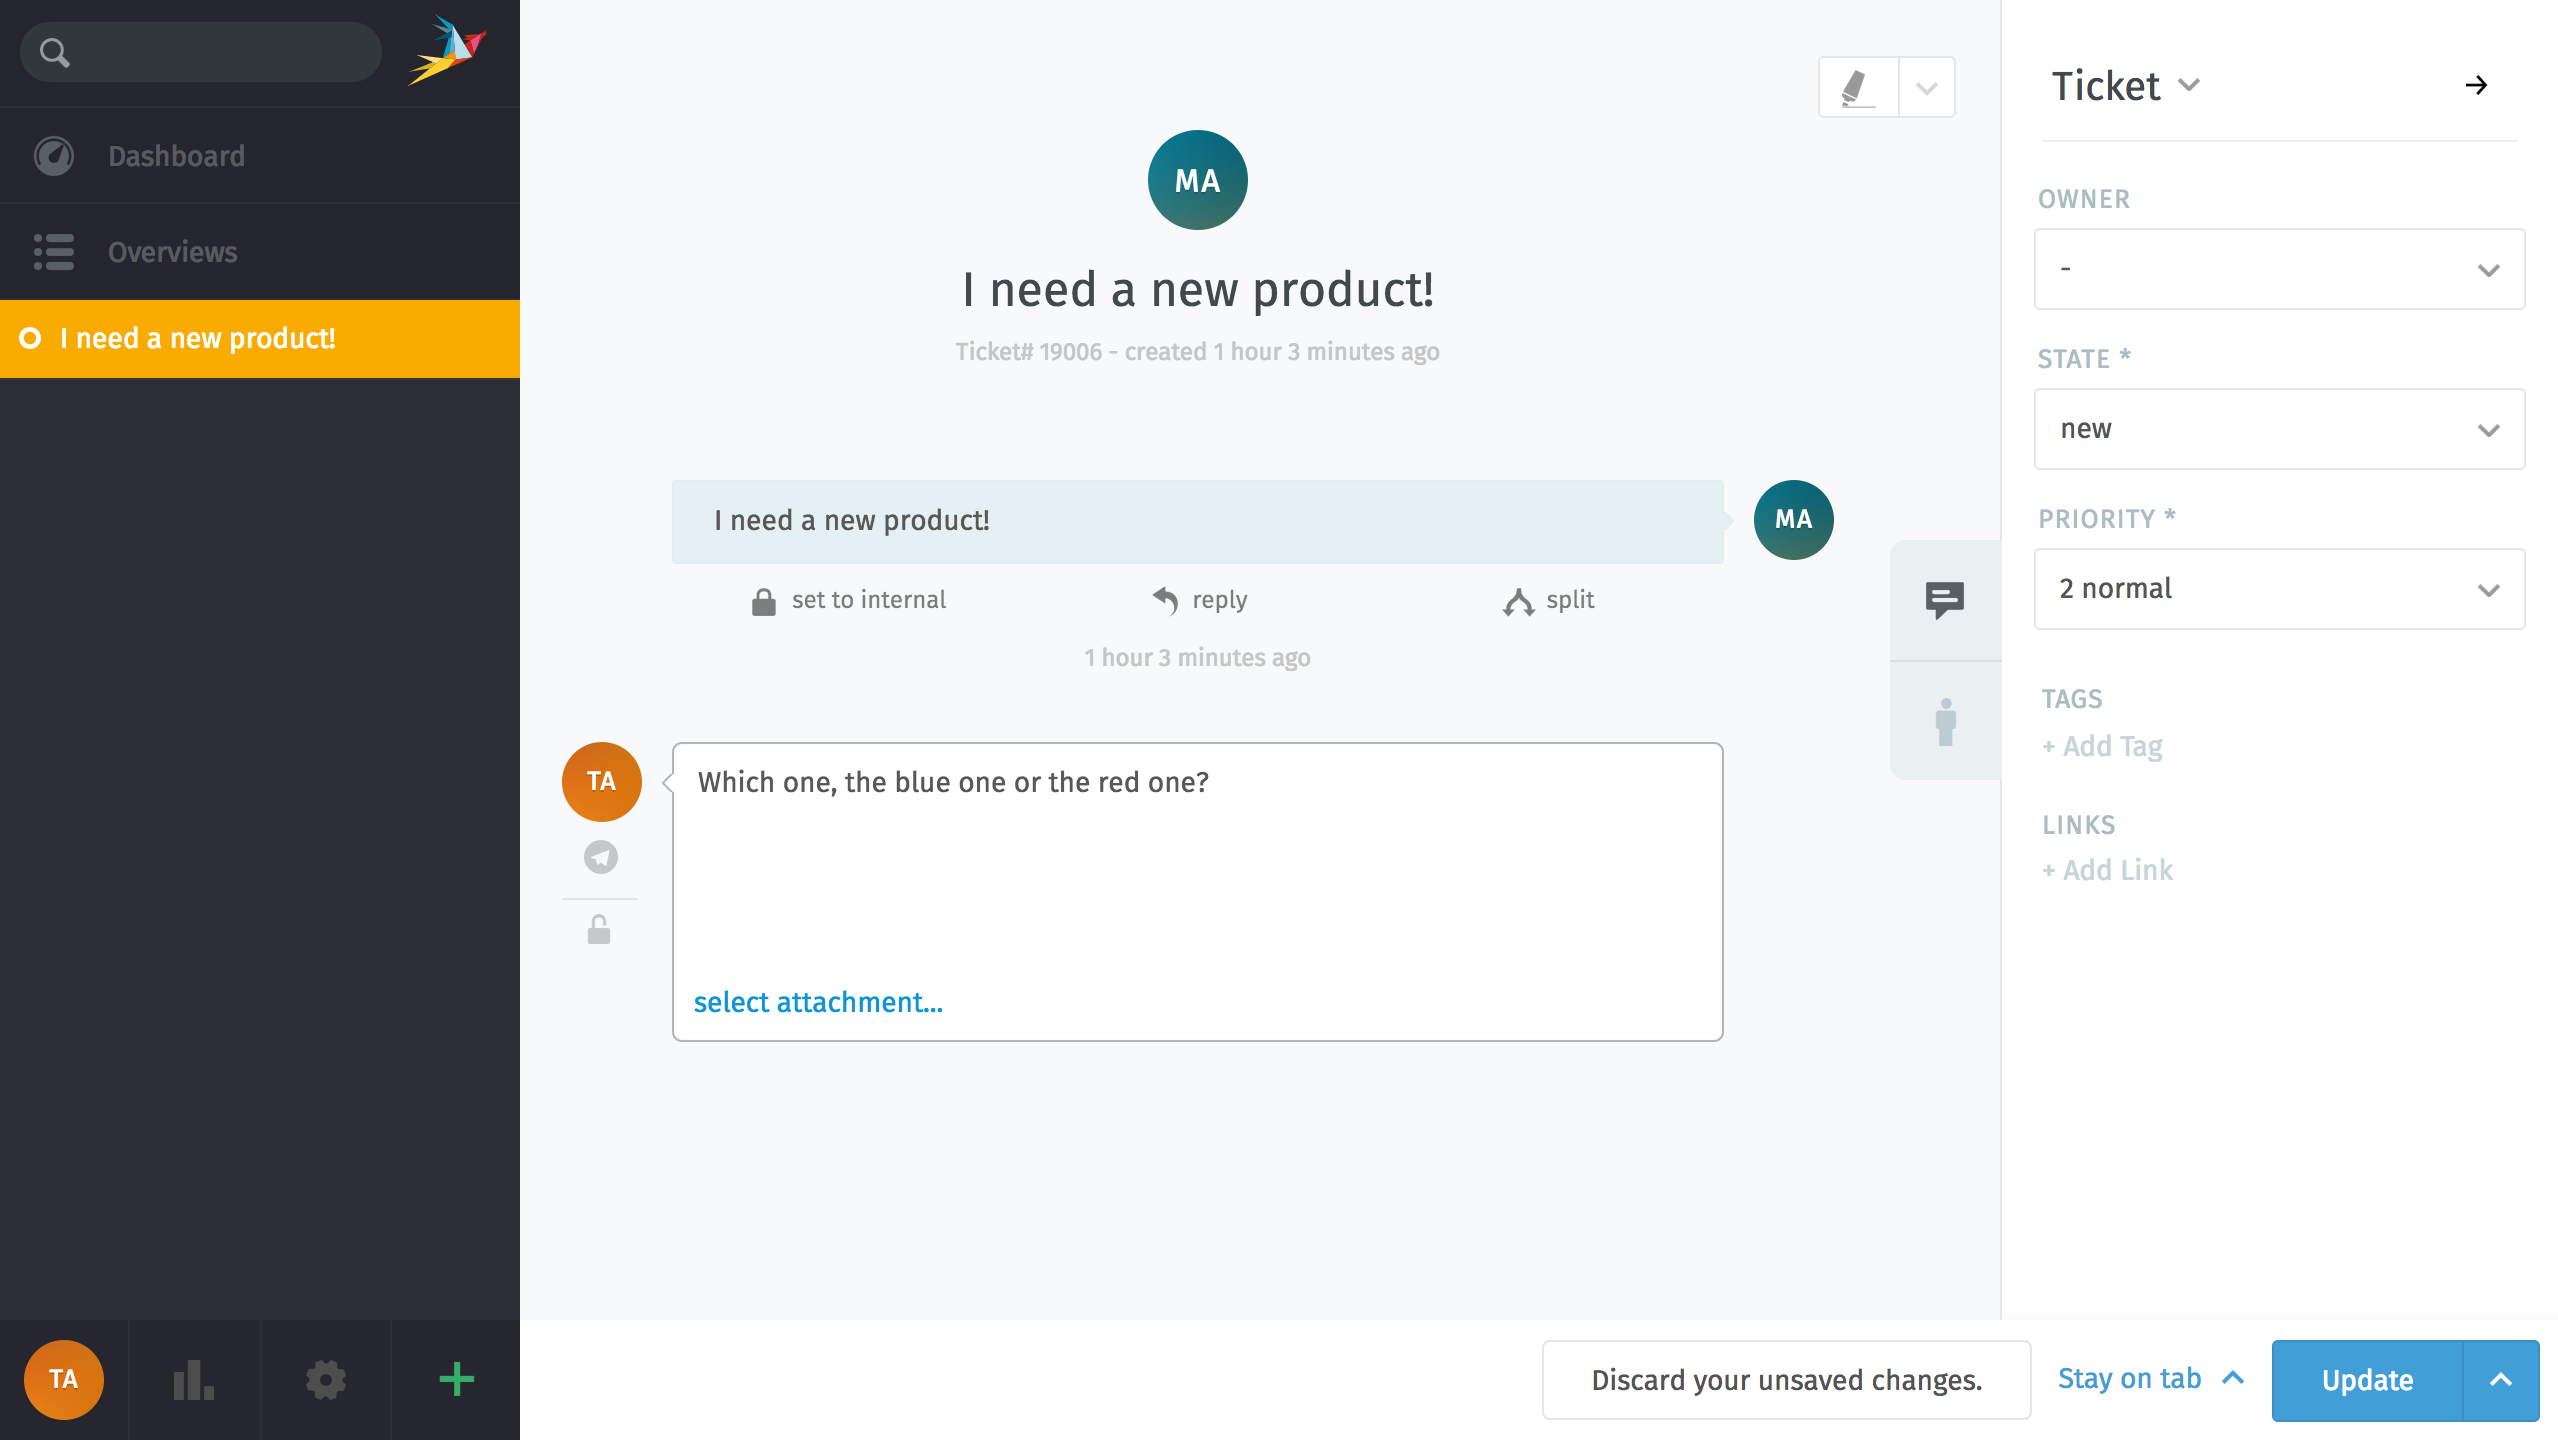 Dashboard
Overviews
I need a new product!
TA
MA
I need a new product!
Ticket# 19006 - created 1 hour 3 minutes ago
I need a new product!
MA
set to internal
reply
split
1 hour 3 minutes ago
TA
Which one, the blue one or the red one?
select attachment...
Ticket
OWNER
-
STATE *
new
PRIORITY *
2 normal
TAGS
+ Add Tag
LINKS
+ Add Link
Discard your unsaved changes.
Stay on tab
Update